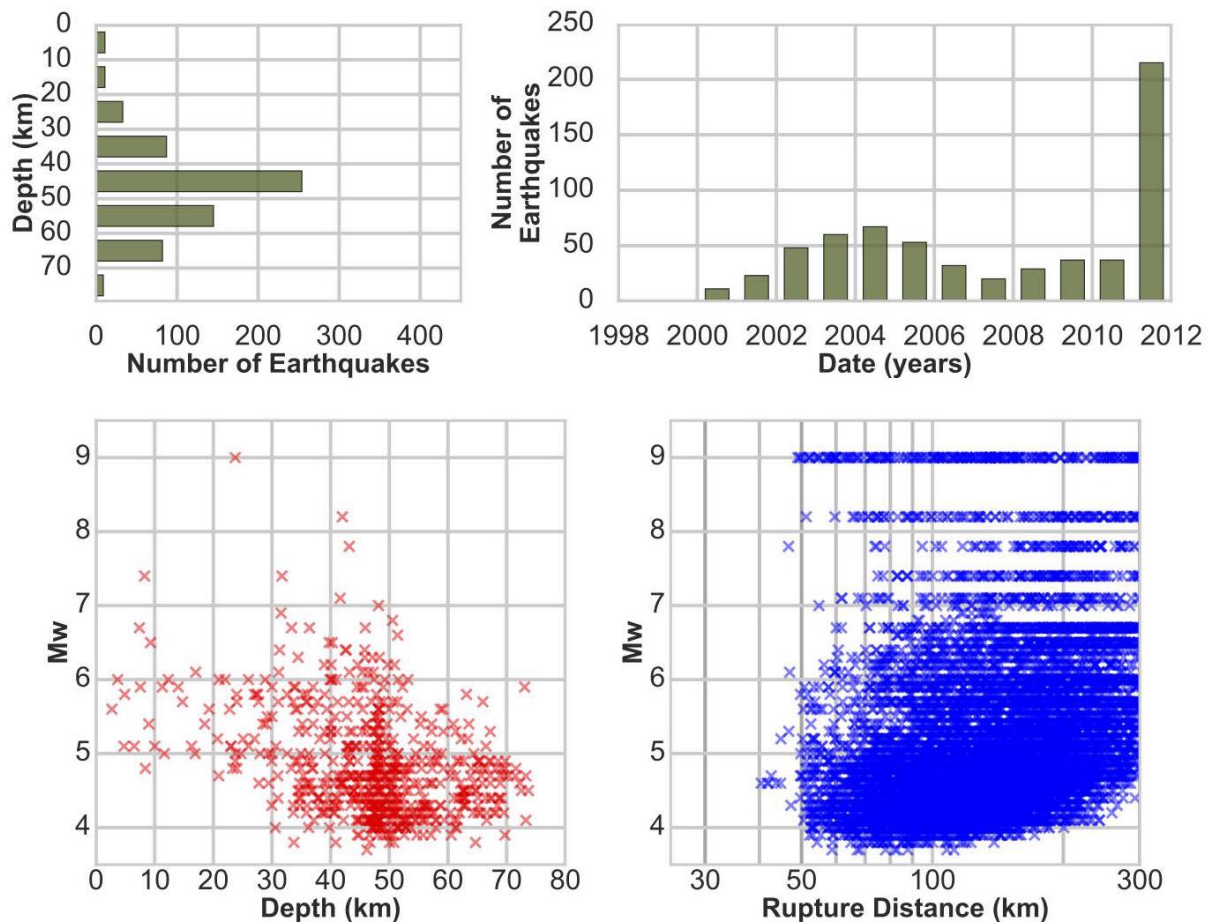 0
10
20
30
40
50
60
70
Depth (km)
0 100 200 300 400
Number of Earthquakes
250
200
150
100
50
0
Number of
Earthquakes
1998 2000 2002 2004 2006 2008 2010 2012
Date (years)
9
8
7
6
5
4
Mw
0 10 20 30 40 50 60 70 80
Depth (km)
9
8
7
6
5
4
Mw
30 50 100 300
Rupture Distance (km)